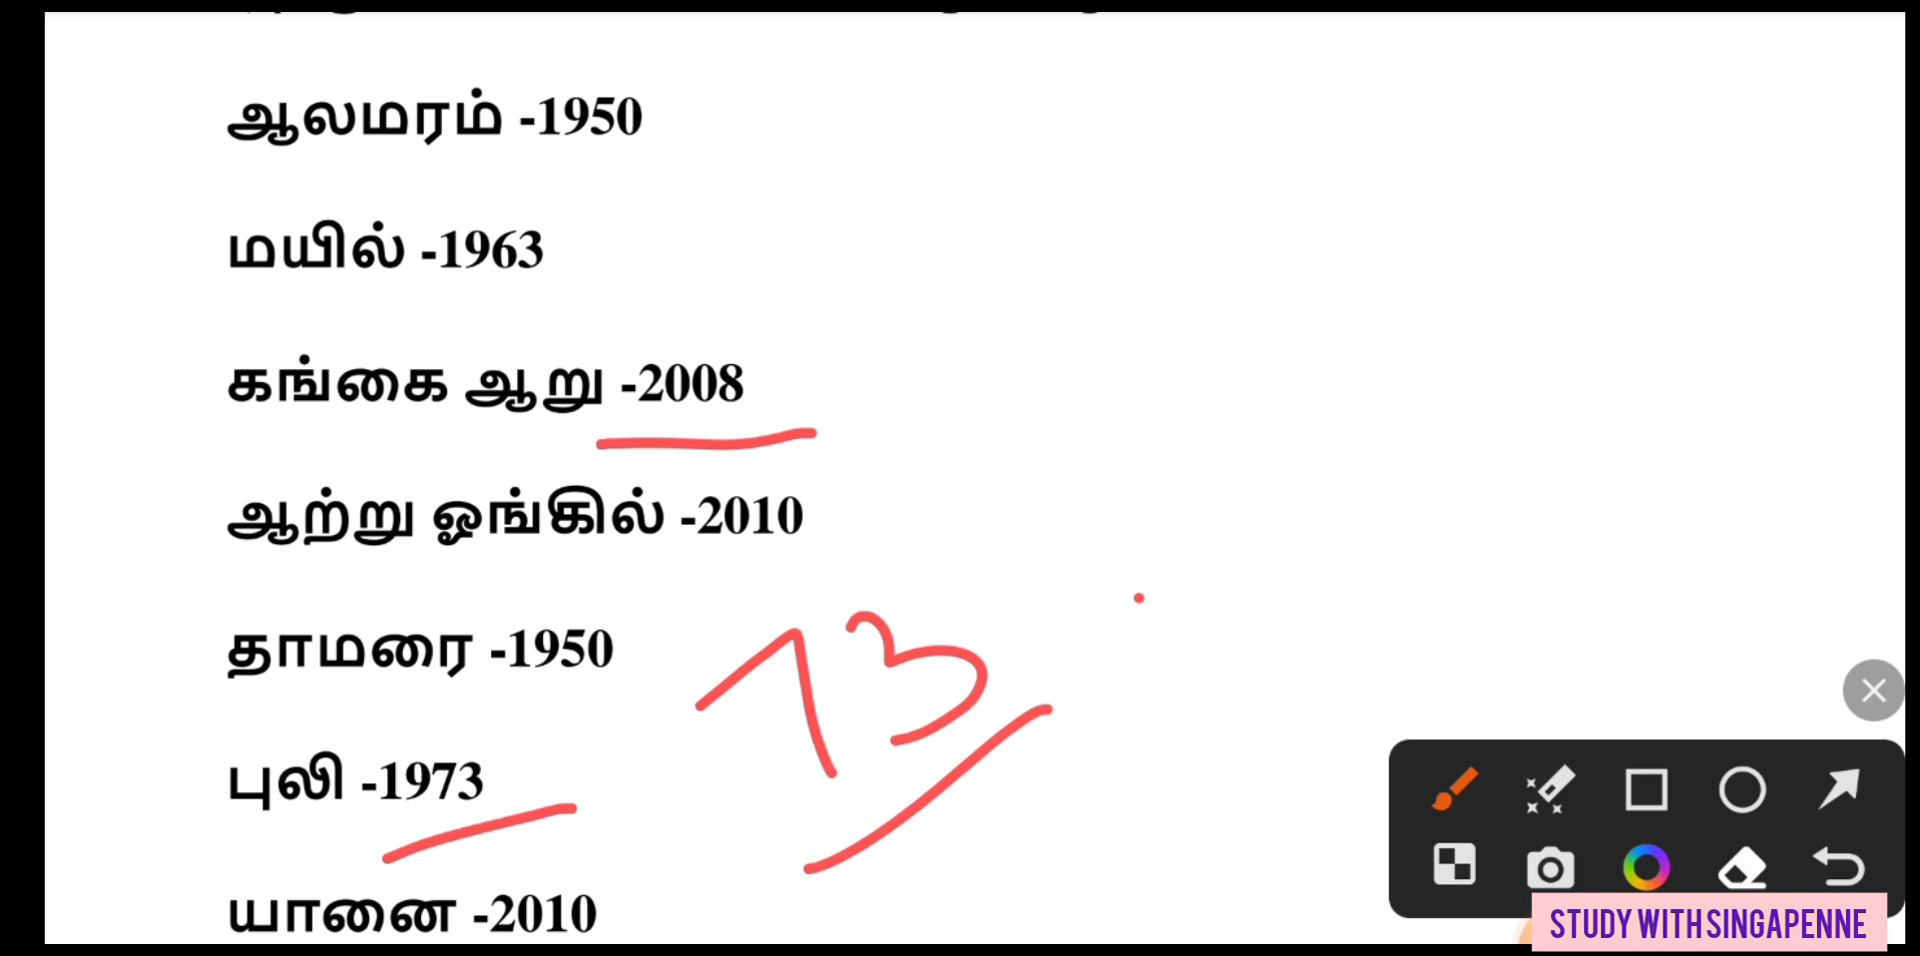 ஆலமரம் -1950
மயில் -1963
கங்கை ஆறு -2008
ஆற்று ஓங்கில் -2010
தாமரை -1950
73
புலி -1973
யானை -2010
STUDY WITH SINGAPENNE